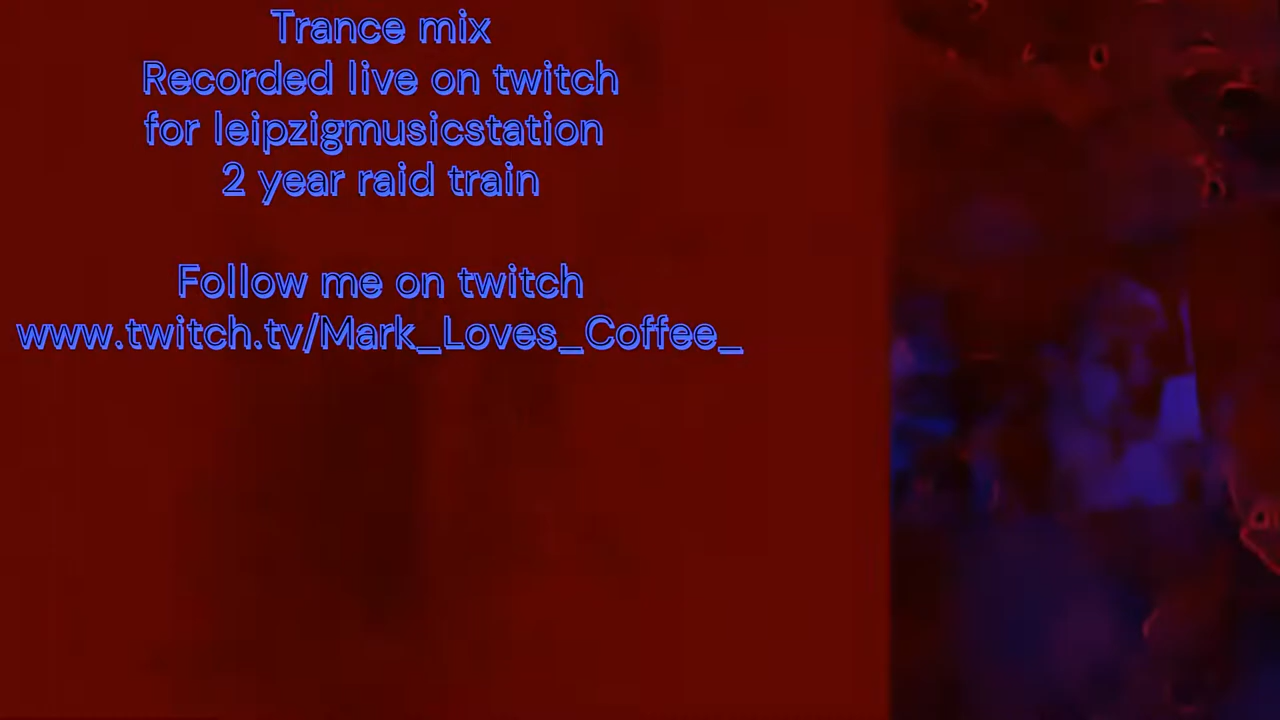 Trance mix
Recorded live on twitch
for leipzigmusicstation
2 year raid train
Follow me on twitch
www.twitch.tv/Mark_Loves_Coffee_